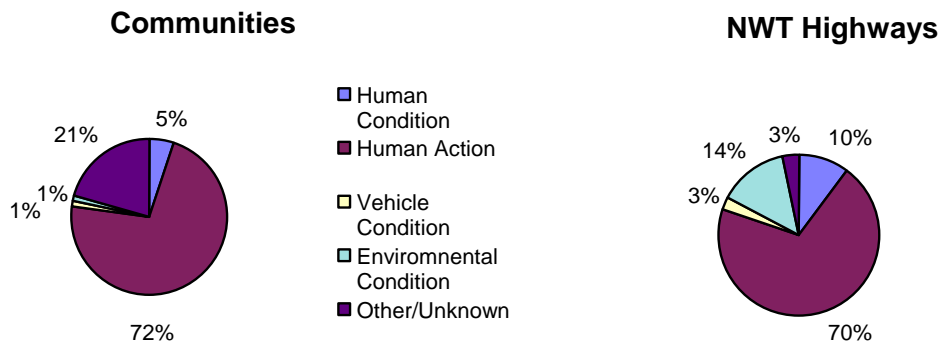 Communities
NWT Highways
5%
21%
1%
1%
72%
Human
Condition
Human Action
Vehicle
Condition
Enviromnental
Condition
Other/Unknown
3%
10%
14%
3%
70%